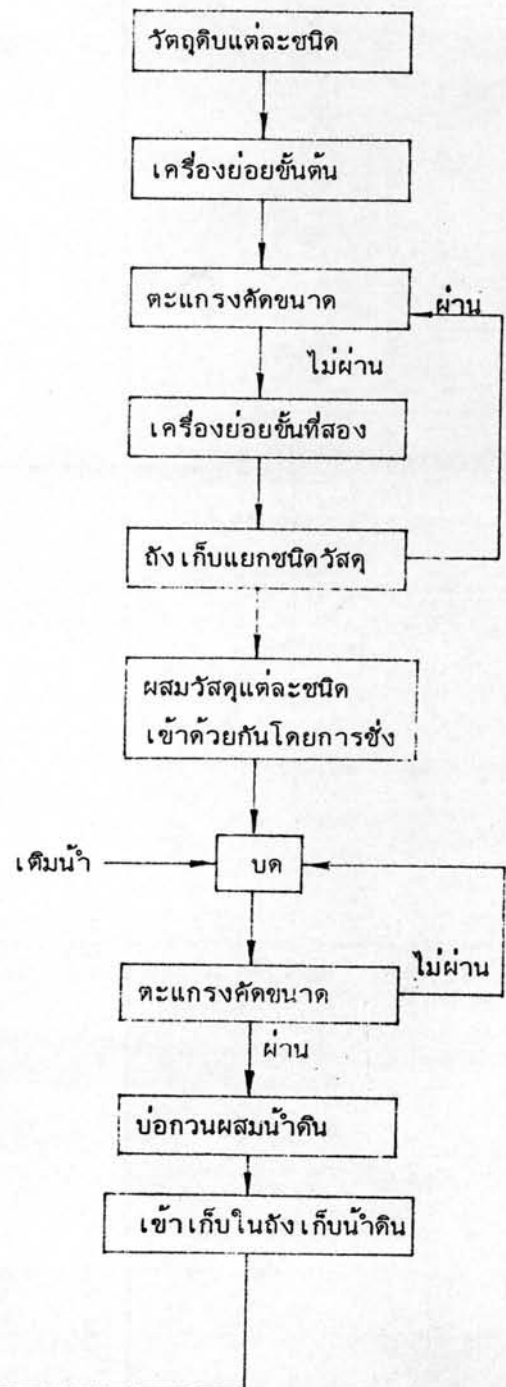 วัตถุดิบแต่ละชนิด
เครื่องย่อยขั้นต้น
ตะแกรงคัดขนาด
ผ่าน
ไม่ผ่าน
เครื่องย่อยขั้นที่สอง
ถังเก็บแยกชนิดวัสดุ
ผสมวัสดุแต่ละชนิด
เข้าด้วยกันโดยการชั่ง
เติมน้ำ
บด
ไม่ผ่าน
ตะแกรงคัดขนาด
ผ่าน
บ่อกวนผสมน้ำดิน
เข้าเก็บในถังเก็บน้ำดิน